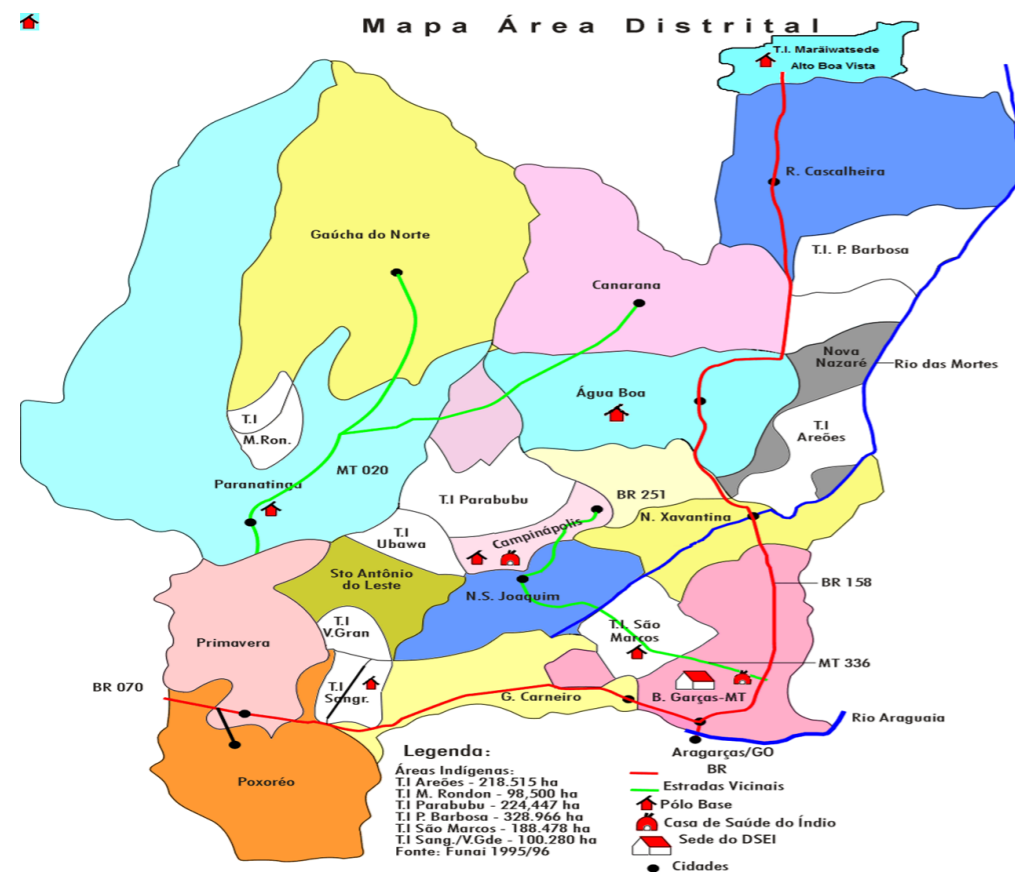 Mapa Área Distrital
T.I. Marãiwatsede
Alto Boa Vista
R. Cascalheira
T.I. P. Barbosa
Gaúcha do Norte
Canarana
Nova
Nazaré
Rio das Mortes
Água Boa
T.I
M.Ron.
T.I
Areões
MT 020
Paranatinga
T.I Parabubu
BR 251
N. Xavantina
T.I
Ubawa
Campinápolis
Sto Antônio
do Leste
N.S. Joaquim
BR 158
T.I
V.Gran
T.I. São
Marcos
Primavera
MT 336
BR 070
T.I
Sangr.
G. Carneiro
B. Garças-MT
Rio Araguaia
Aragarças/GO
Poxoréo
Legenda:
Áreas Indígenas:
T.I Areões - 218.515 ha
T.I M. Rondon - 98,500 ha
T.I Parabubu - 224,447 ha
T.I P. Barbosa - 328.966 ha
T.I São Marcos - 188.478 ha
T.I Sang./V.Gde - 100.280 ha
Fonte: Funai 1995/96
BR
Estradas Vicinais
Pólo Base
Casa de Saúde do Índio
Sede do DSEI
Cidades